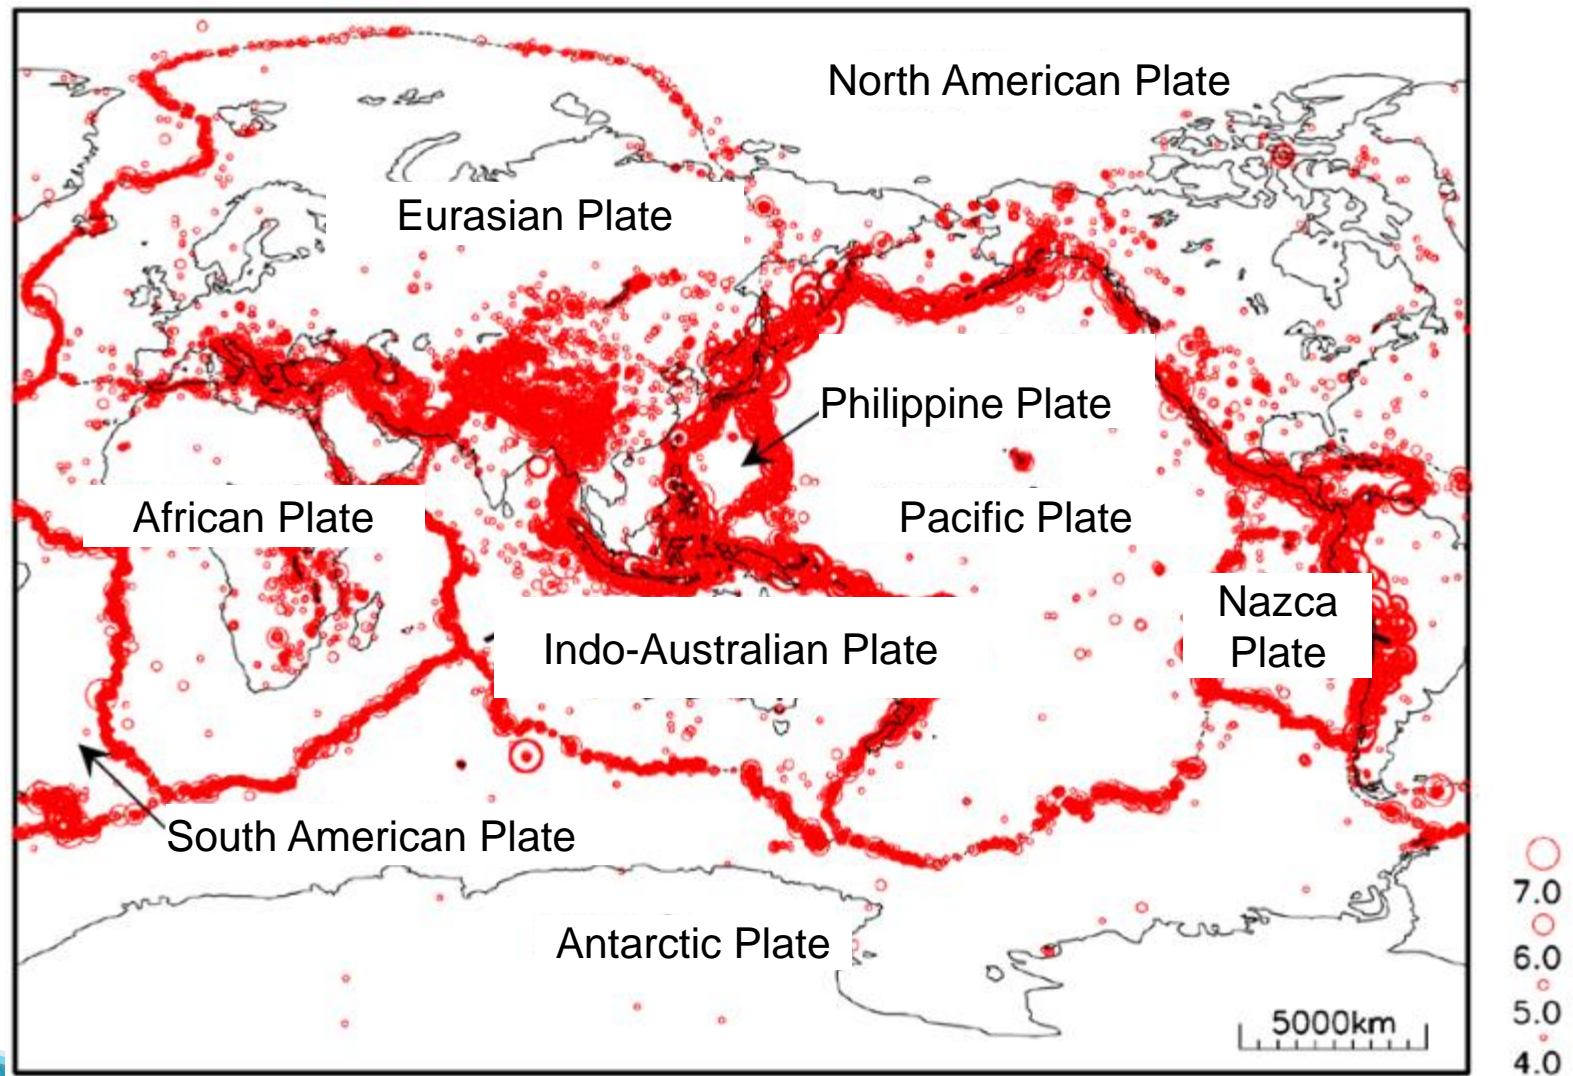 North American Plate
Eurasian Plate
Philippine Plate
African Plate
Pacific Plate
Nazca
Plate
Indo-Australian Plate
South American Plate
Antarctic Plate
5000km
7.0
6.0
5.0
4.0